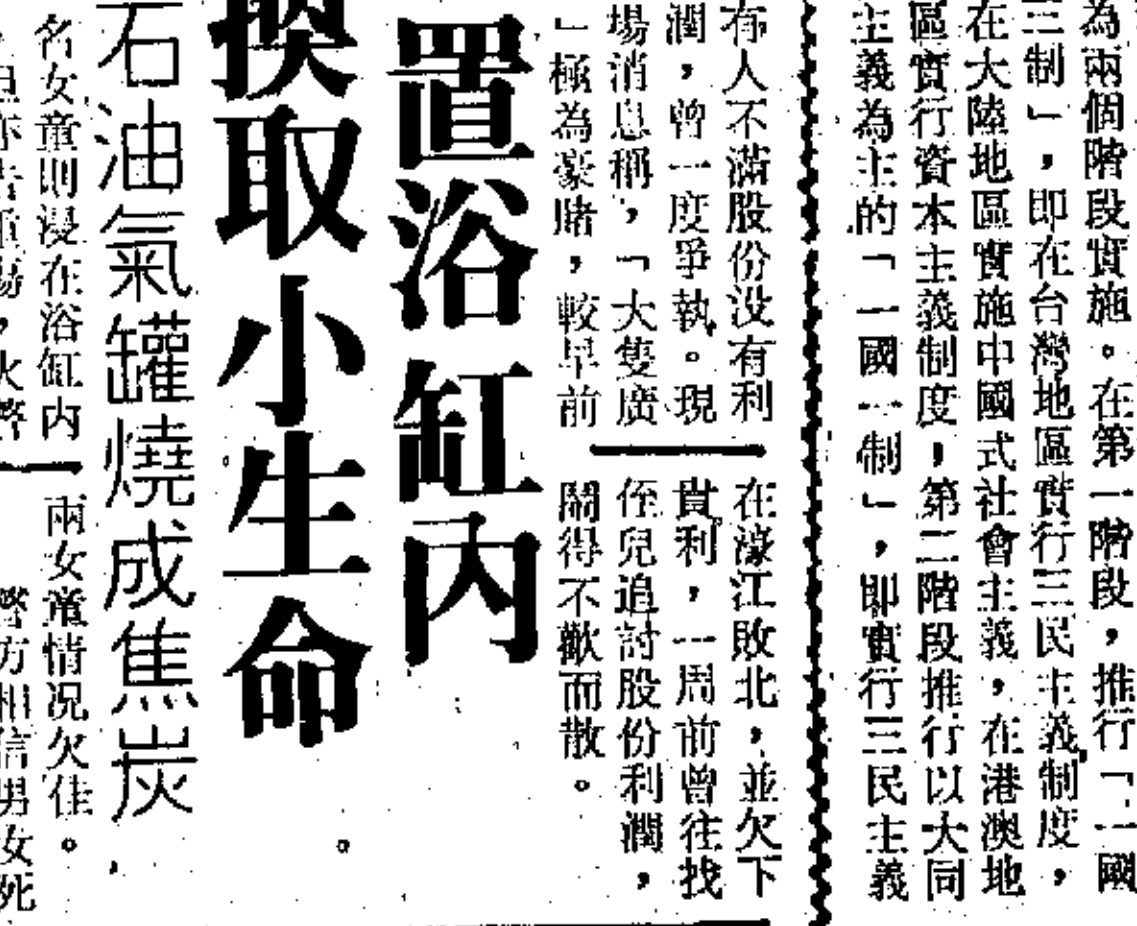 為兩個階段實施。在第一階段，推行「一國
三制」，即在台灣地區實行三民主義制度，
在大陸地區實施中國式社會主義，在港澳地
區實行資本主義制度，第二階段推行以大同
主義為主的「一國一制」，即實行三民主義
有人不滿股份没有利
潤，曾一度爭執。現
場消息稱，「大隻廣
」極為豪賭，較早前
在濠江敗北，並欠下
貴利，一周前曾往找
侄兒追討股份利潤，
鬧得不歡而散。
置浴缸內
換取小生命
石油氣罐燒成焦炭
名女童則浸在浴缸内
兩女童情況欠佳。
警方相信男女死